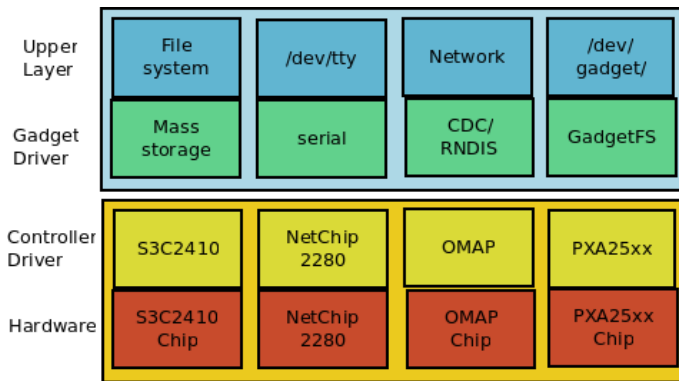 Upper
Layer
File
system
/dev/tty
Network
/dev/
gadget/
Gadget
Driver
Mass
storage
serial
CDC/
RNDIS
GadgetFS
Controller
Driver
S3C2410
NetChip
2280
OMAP
PXA25xx
Hardware
S3C2410
Chip
NetChip
2280
OMAP
Chip
PXA25xx
Chip